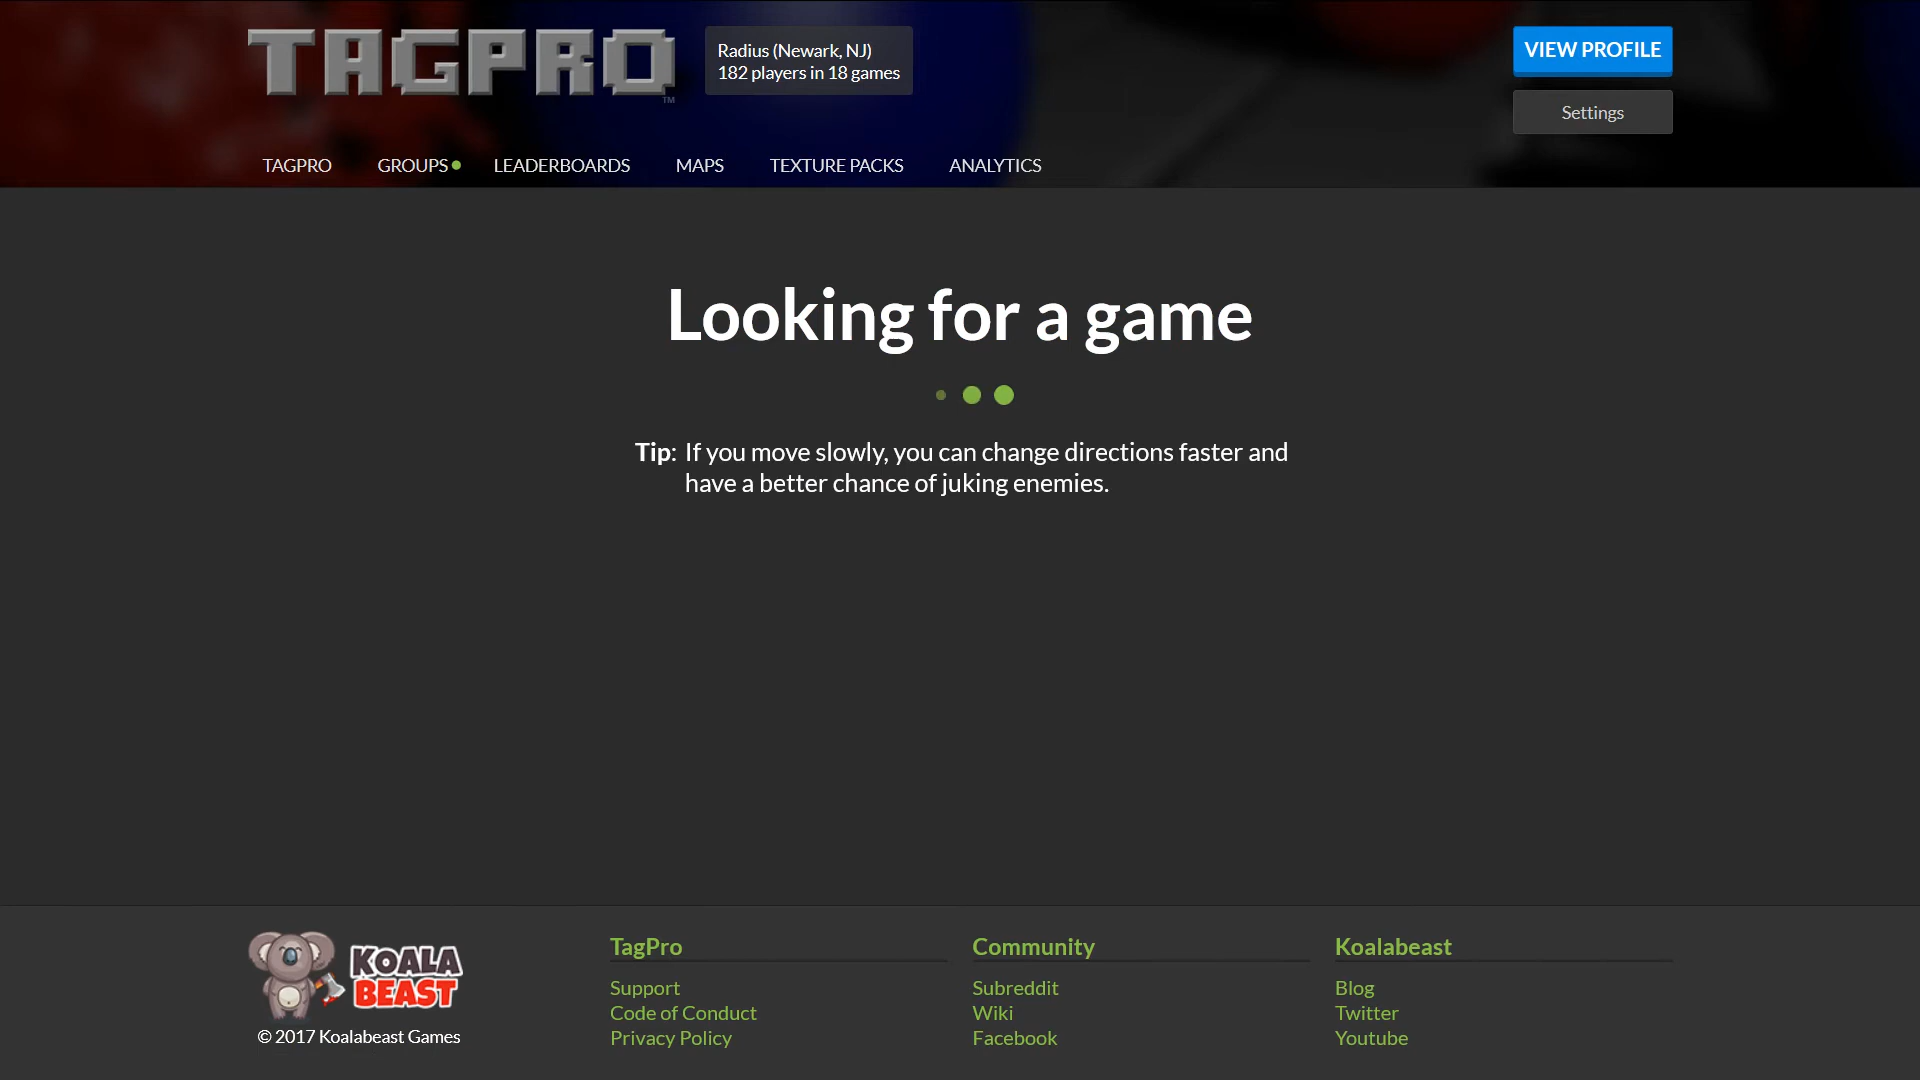 TAGPRO™
Radius (Newark, NJ)
182 players in 18 games
VIEW PROFILE
Settings
TAGPRO GROUPS LEADERBOARDS MAPS TEXTURE PACKS ANALYTICS
Looking for a game
Tip: If you move slowly, you can change directions faster and
have a better chance of juking enemies.
KOALA
BEAST
© 2017 Koalabeast Games
TagPro
Support
Code of Conduct
Privacy Policy
Community
Subreddit
Wiki
Facebook
Koalabeast
Blog
Twitter
Youtube